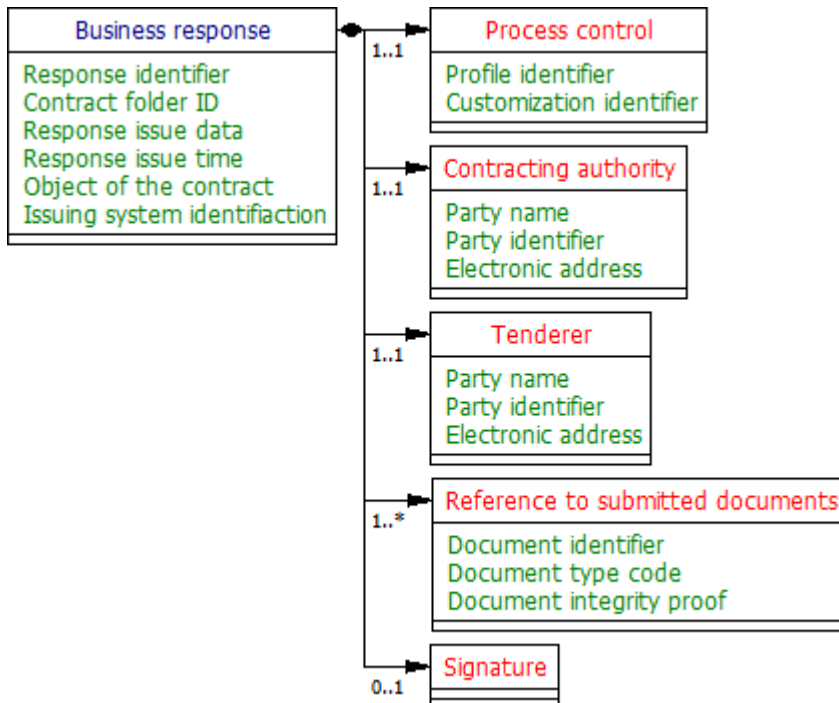 Business response
Response identifier
Contract folder ID
Response issue data
Response issue time
Object of the contract
Issuing system identifiaction
1..1
Process control
Profile identifier
Customization identifier
1..1
Contracting authority
Party name
Party identifier
Electronic address
1..1
Tenderer
Party name
Party identifier
Electronic address
1..*
Reference to submitted documents
Document identifier
Document type code
Document integrity proof
0..1
Signature